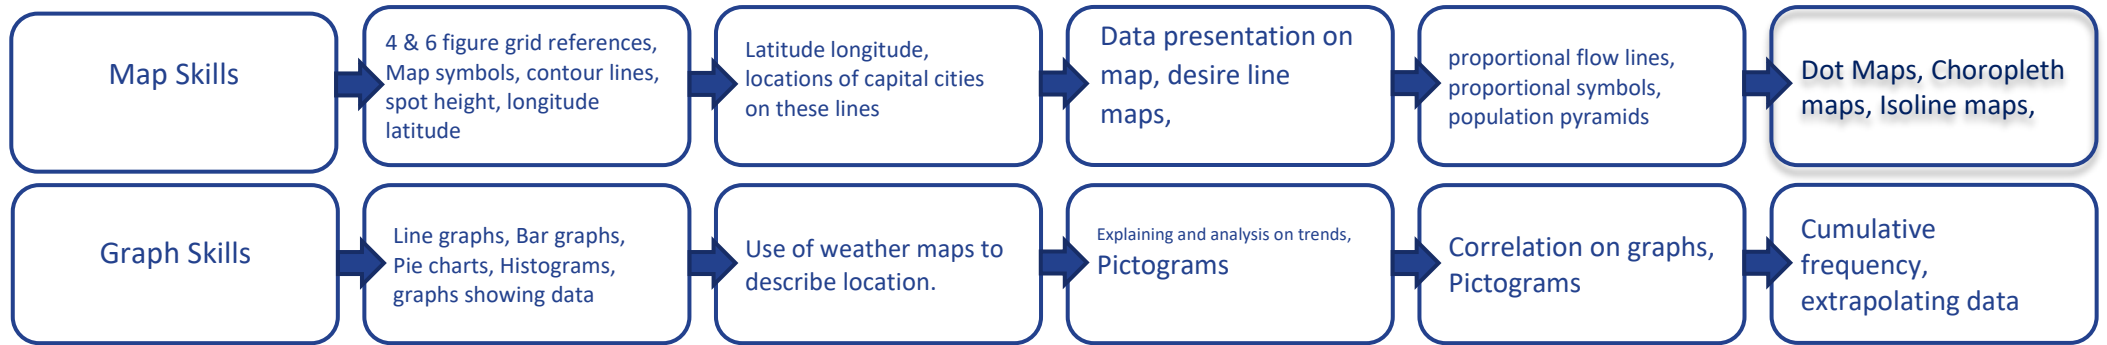 Map Skills
4 & 6 figure grid references,
Map symbols, contour lines,
spot height, longitude
latitude
Latitude longitude,
locations of capital cities
on these lines
Data presentation on
map, desire line
maps,
proportional flow lines,
proportional symbols,
population pyramids
Dot Maps, Choropleth
maps, Isoline maps,
Graph Skills
Line graphs, Bar graphs,
Pie charts, Histograms,
graphs showing data
Use of weather maps to
describe location.
Explaining and analysis on trends,
Pictograms
Correlation on graphs,
Pictograms
Cumulative
frequency,
extrapolating data